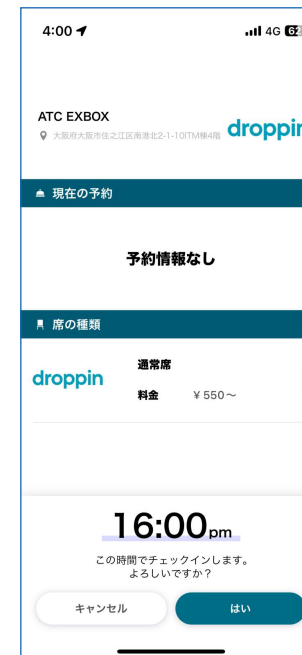 4:00 4G 62
ATC EXBOX
大阪府大阪市住之江区南港北2-1-10ITM棟4階
droppin
現在の予約
予約情報なし
席の種類
droppin
通常席
料金 ¥550〜
16:00pm
この時間でチェックインします。
よろしいですか？
キャンセル はい